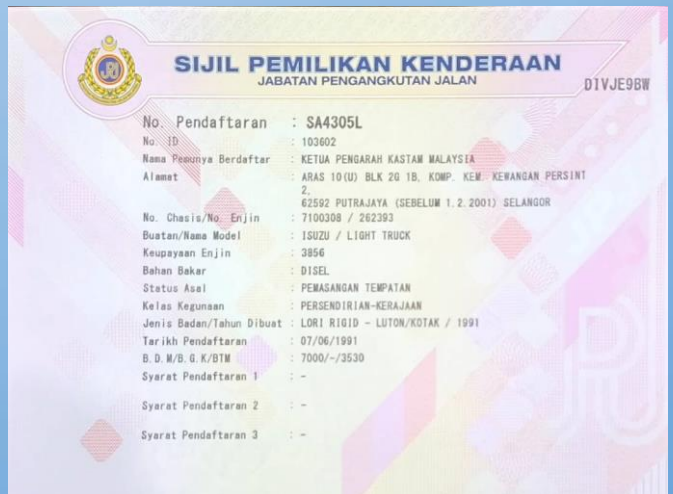 SIJIL PEMILIKAN KENDERAAN
JABATAN PENGANGKUTAN JALAN
D1VJE9BW
No. Pendaftaran : SA4305L
No. ID : 103602
Nama Pemunya Berdaftar : KETUA PENGARAH KASTAM MALAYSIA
Alamat : ARAS 10(U) BLK 2G 1B, KOMP. KEM. KEWANGAN PERSINT
2,
62592 PUTRAJAYA (SEBELUM 1.2.2001) SELANGOR
No. Chasis/No. Enjin : 7100308 / 262393
Buatan/Nama Model : ISUZU / LIGHT TRUCK
Keupayaan Enjin : 3856
Bahan Bakar : DISEL
Status Asal : PEMASANGAN TEMPATAN
Kelas Kegunaan : PERSENDIRIAN-KERAJAAN
Jenis Badan/Tahun Dibuat : LORI RIGID - LUTON/KOTAK / 1991
Tarikh Pendaftaran : 07/06/1991
B.D.M/B.G.K/BTM : 7000/-/3530
Syarat Pendaftaran 1 : -
Syarat Pendaftaran 2 : -
Syarat Pendaftaran 3 : -